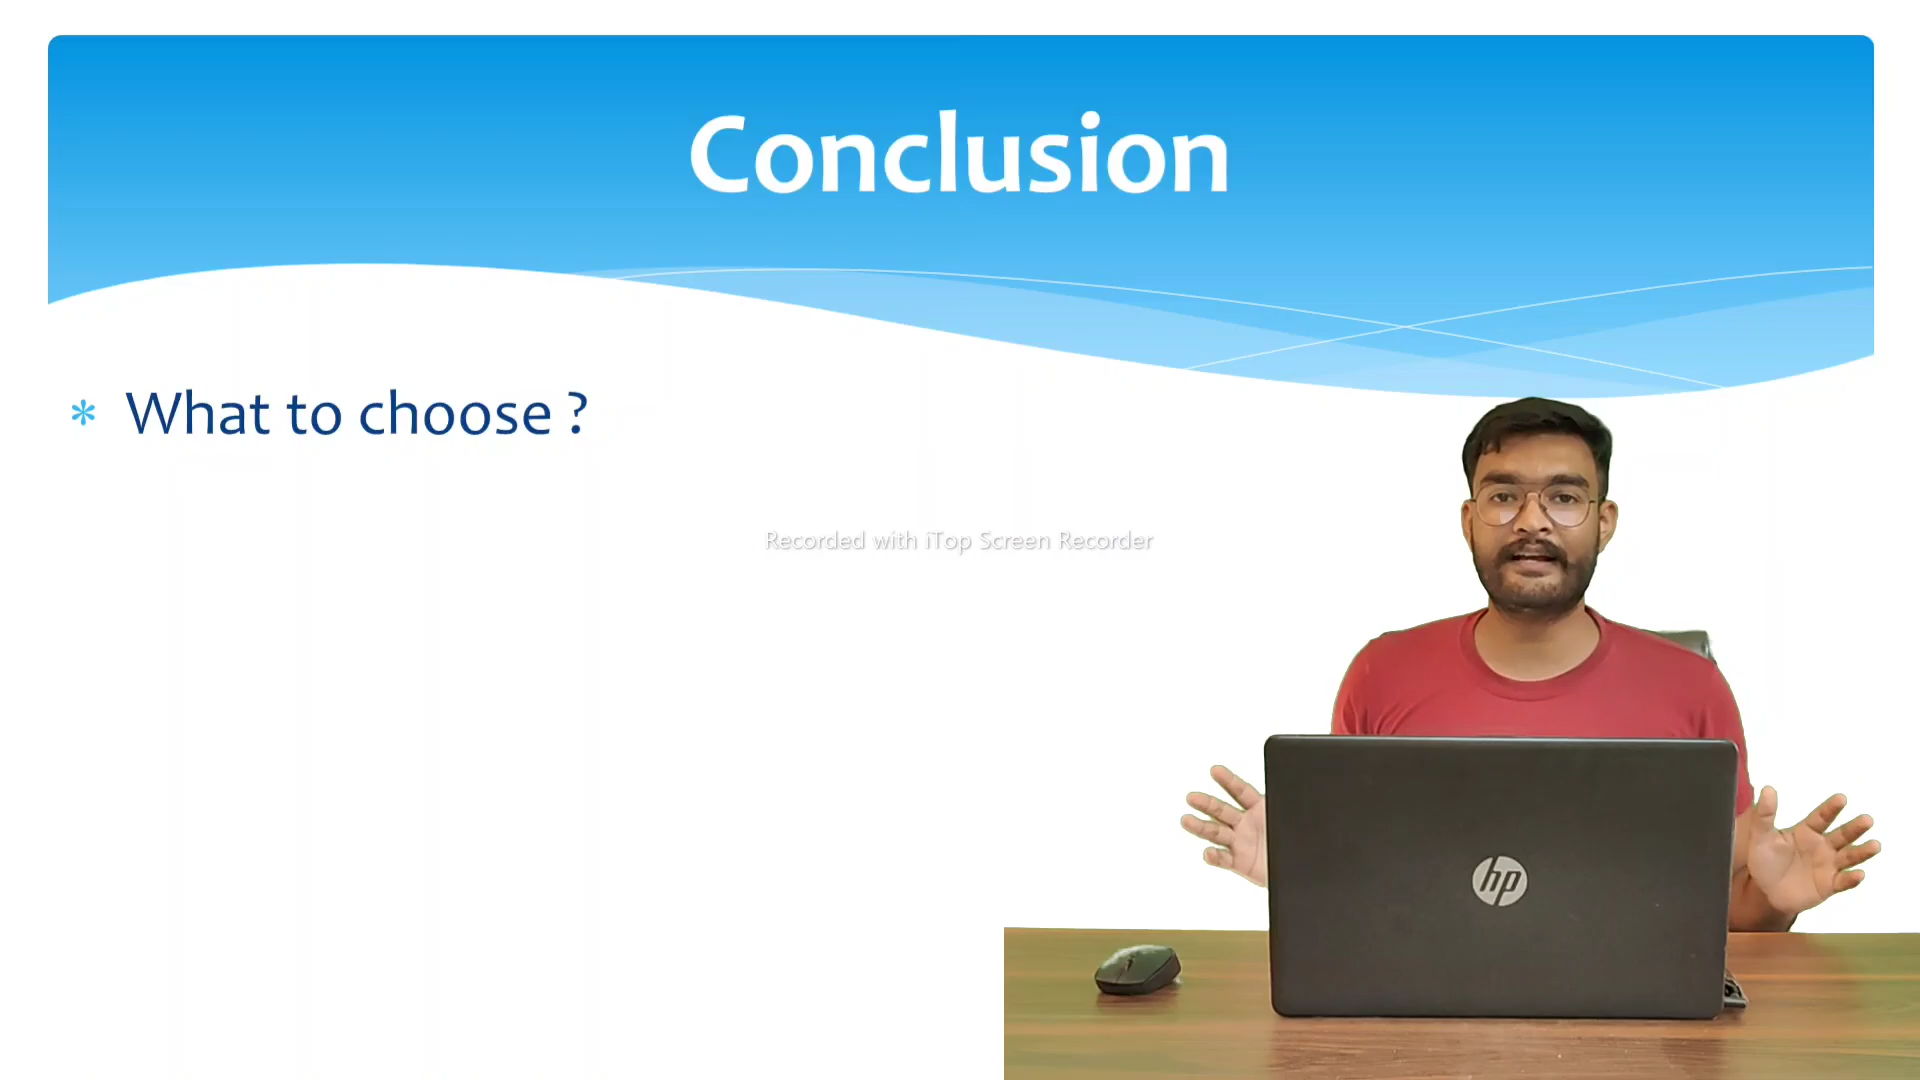 Conclusion
* What to choose ?
Recorded with iTop Screen Recorder
hp